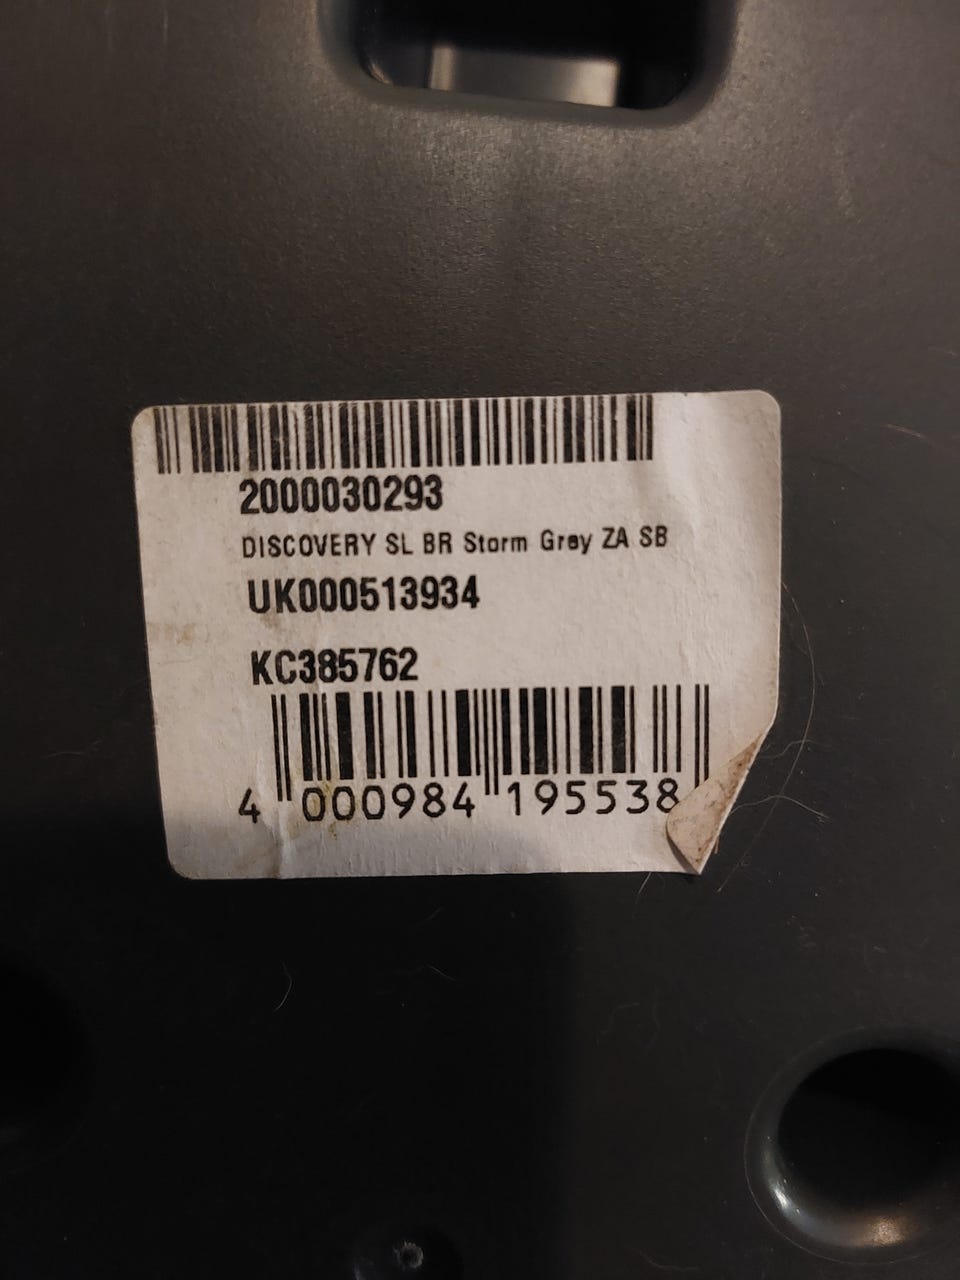 2000030293
DISCOVERY SL BR Storm Grey ZA SB
UK000513934
KC385762
4 000984 195538